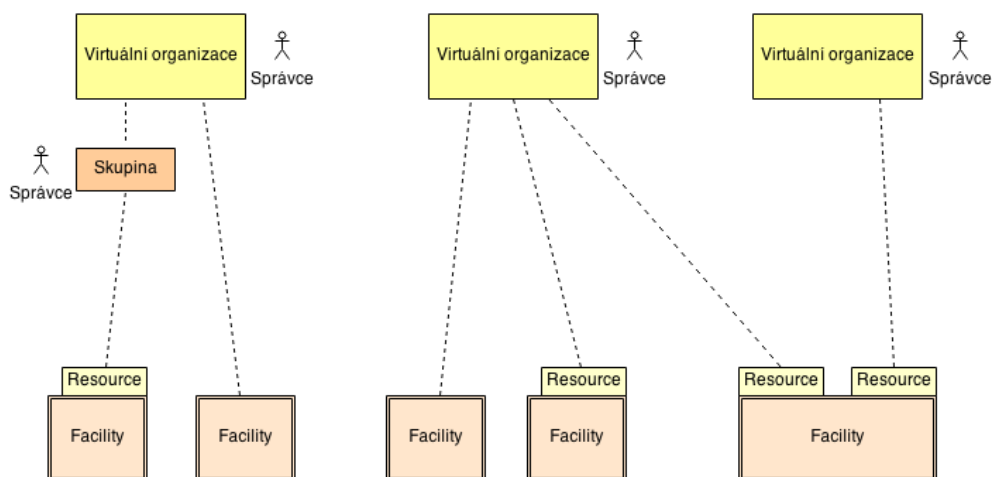 Virtuální organizace
Správce
Virtuální organizace
Správce
Virtuální organizace
Správce
Skupina
Správce
Resource
Resource
Resource
Resource
Facility
Facility
Facility
Facility
Facility